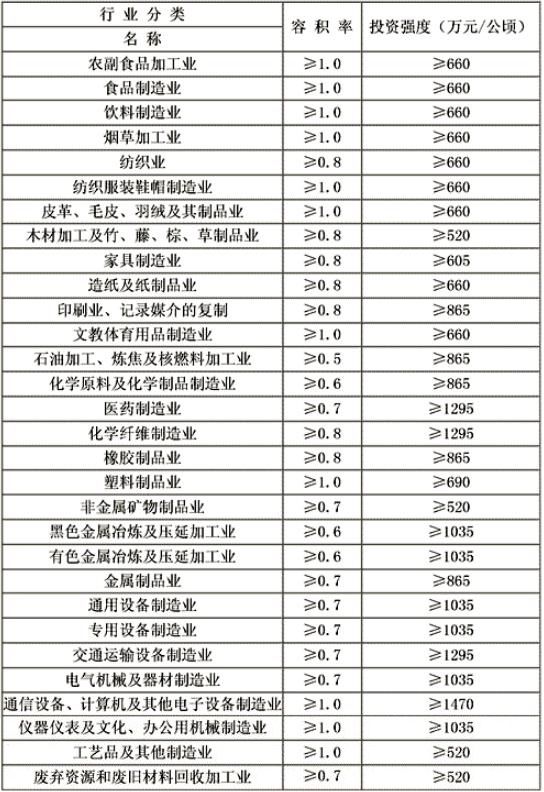 行业分类 容积率 投资强度（万元/公顷）
名称
农副食品加工业 ≥1.0 ≥660
食品制造业 ≥1.0 ≥660
饮料制造业 ≥1.0 ≥660
烟草加工业 ≥1.0 ≥660
纺织业 ≥0.8 ≥660
纺织服装鞋帽制造业 ≥1.0 ≥660
皮革、毛皮、羽绒及其制品业 ≥1.0 ≥660
木材加工及竹、藤、棕、草制品业 ≥0.8 ≥520
家具制造业 ≥0.8 ≥605
造纸及纸制品业 ≥0.8 ≥660
印刷业、记录媒介的复制 ≥0.8 ≥865
文教体育用品制造业 ≥1.0 ≥660
石油加工、炼焦及核燃料加工业 ≥0.5 ≥865
化学原料及化学制品制造业 ≥0.6 ≥865
医药制造业 ≥0.7 ≥1295
化学纤维制造业 ≥0.8 ≥1295
橡胶制品业 ≥0.8 ≥865
塑料制品业 ≥1.0 ≥690
非金属矿物制品业 ≥0.7 ≥520
黑色金属冶炼及压延加工业 ≥0.6 ≥1035
有色金属冶炼及压延加工业 ≥0.6 ≥1035
金属制品业 ≥0.7 ≥865
通用设备制造业 ≥0.7 ≥1035
专用设备制造业 ≥0.7 ≥1035
交通运输设备制造业 ≥0.7 ≥1295
电气机械及器材制造业 ≥0.7 ≥1035
通信设备、计算机及其他电子设备制造业 ≥1.0 ≥1470
仪器仪表及文化、办公用机械制造业 ≥1.0 ≥1035
工艺品及其他制造业 ≥1.0 ≥520
废弃资源和废旧材料回收加工业 ≥0.7 ≥520